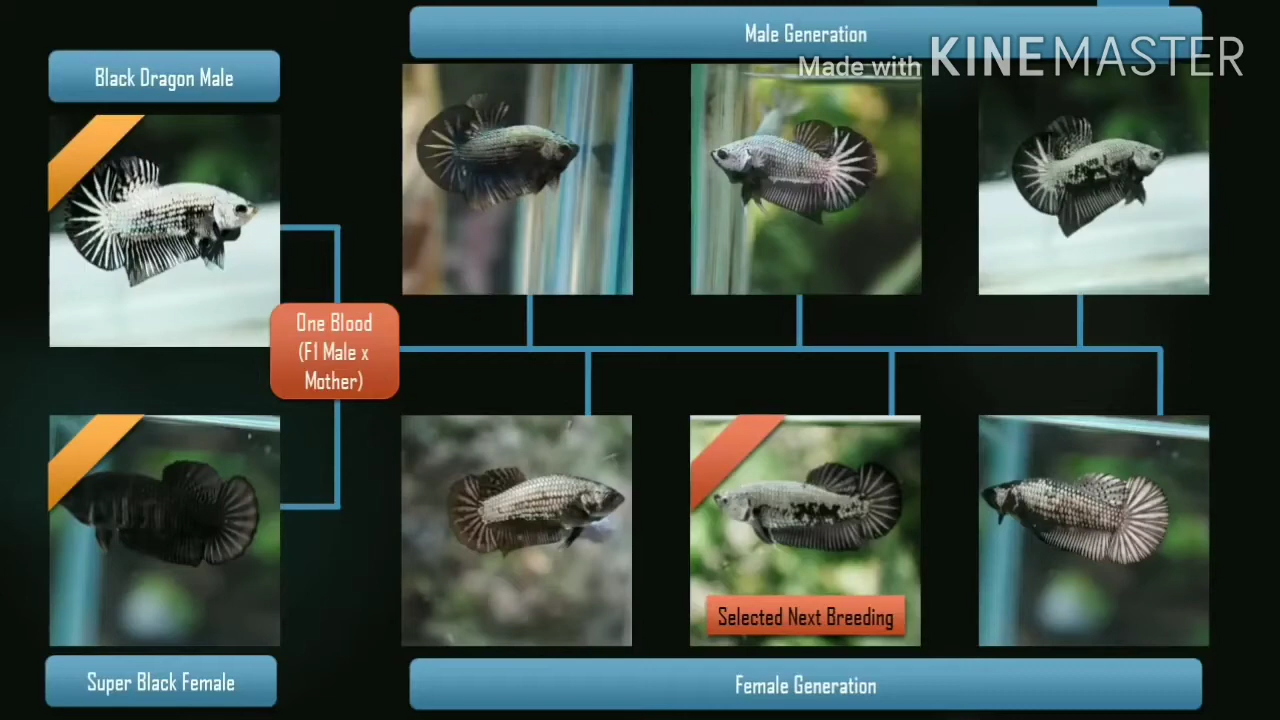 Male Generation
Made with KINEMASTER
Black Dragon Male
One Blood
(F1 Male x
Mother)
Selected Next Breeding
Super Black Female
Female Generation